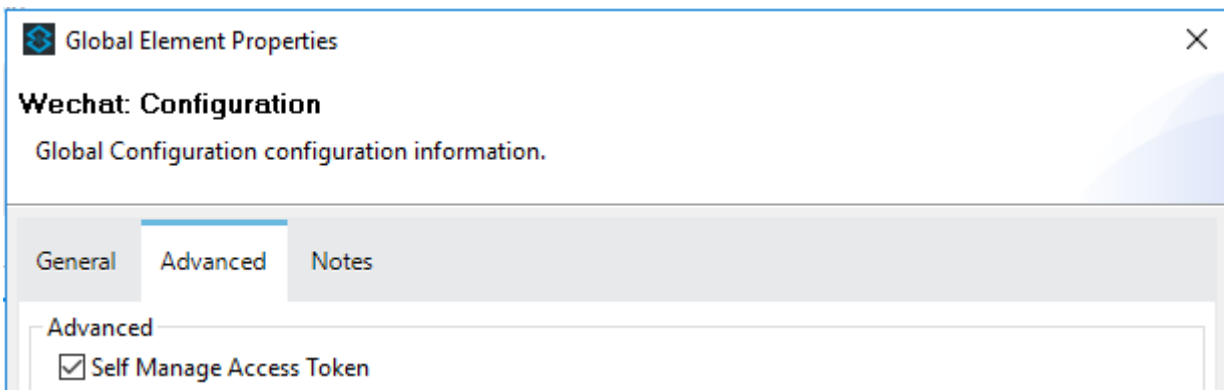 Global Element Properties
Wechat: Configuration
Global Configuration configuration information.
General Advanced Notes
Advanced
Self Manage Access Token